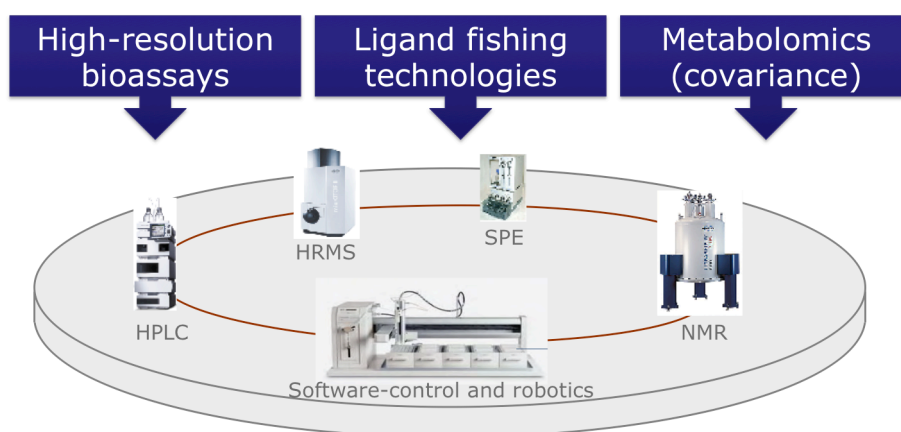 High-resolution
bioassays
Ligand fishing
technologies
Metabolomics
(covariance)
HRMS
SPE
HPLC
NMR
Software-control and robotics